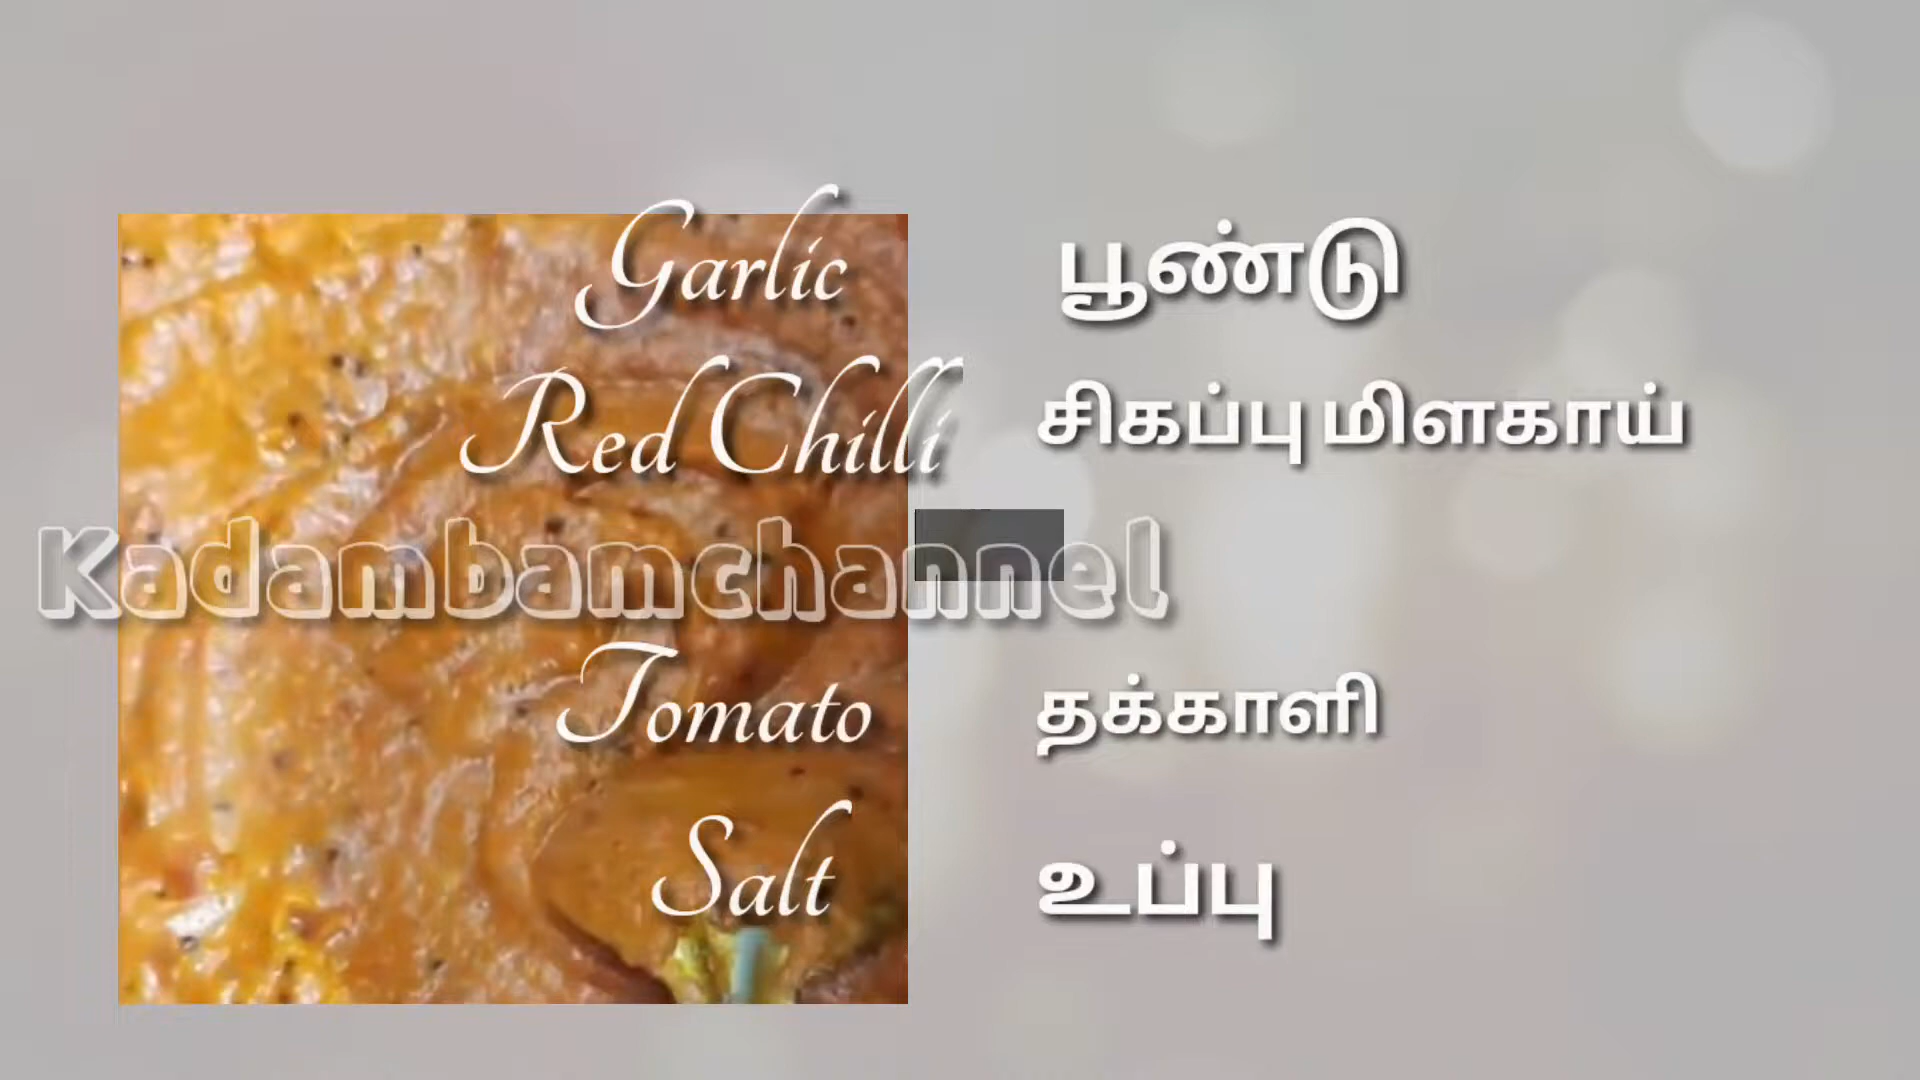 Garlic பூண்டு
Red Chilli சிகப்பு மிளகாய்
Kadambamchannel
Tomato தக்காளி
Salt உப்பு